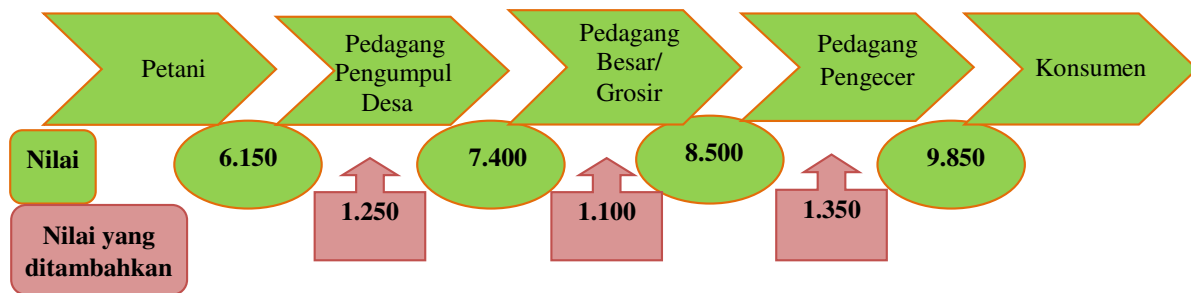 Petani
Pedagang
Pengumpul
Desa
Pedagang
Besar/
Grosir
Pedagang
Pengecer
Konsumen
Nilai
6.150
7.400
8.500
9.850
1.250
1.100
1.350
Nilai yang
ditambahkan